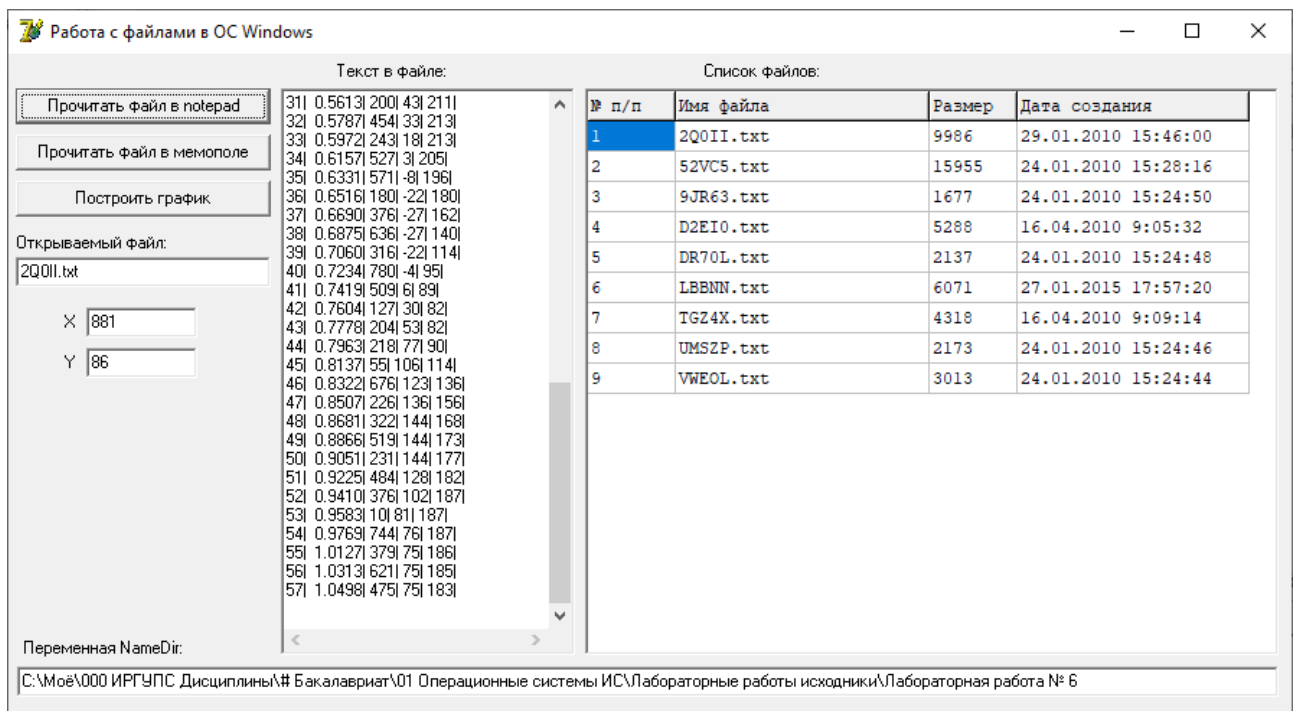 Работа с файлами в ОС Windows
Текст в файле:
Список файлов:
Прочитать файл в notepad
Прочитать файл в мемополе
Построить график
Открываемый файл:
2Q0II.txt
X 881
Y 86
31| 0.5613| 200| 43| 211|
32| 0.5787| 454| 33| 213|
33| 0.5972| 243| 18| 213|
34| 0.6157| 527| 3| 205|
35| 0.6331| 571| -8| 196|
36| 0.6516| 180| -22| 180|
37| 0.6690| 376| -27| 162|
38| 0.6875| 636| -27| 140|
39| 0.7060| 316| -22| 114|
40| 0.7234| 780| -4| 95|
41| 0.7419| 509| 6| 89|
42| 0.7604| 127| 30| 82|
43| 0.7778| 204| 53| 82|
44| 0.7963| 218| 77| 90|
45| 0.8137| 55| 106| 114|
46| 0.8322| 676| 123| 136|
47| 0.8507| 226| 136| 156|
48| 0.8681| 322| 144| 168|
49| 0.8866| 519| 144| 173|
50| 0.9051| 231| 144| 177|
51| 0.9225| 484| 128| 182|
52| 0.9410| 376| 102| 187|
53| 0.9583| 10| 81| 187|
54| 0.9769| 744| 76| 187|
55| 1.0127| 379| 75| 186|
56| 1.0313| 621| 75| 185|
57| 1.0498| 475| 75| 183|
№ п/п Имя файла Размер Дата создания
1 2Q0II.txt 9986 29.01.2010 15:46:00
2 52VC5.txt 15955 24.01.2010 15:28:16
3 9JR63.txt 1677 24.01.2010 15:24:50
4 D2EI0.txt 5288 16.04.2010 9:05:32
5 DR70L.txt 2137 24.01.2010 15:24:48
6 LBBNN.txt 6071 27.01.2015 17:57:20
7 TGZ4X.txt 4318 16.04.2010 9:09:14
8 UMSZP.txt 2173 24.01.2010 15:24:46
9 VWEOL.txt 3013 24.01.2010 15:24:44
Переменная NameDir:
C:\Моё\000 ИРГУПС Дисциплины\# Бакалавриат\01 Операционные системы ИС\Лабораторные работы исходники\Лабораторная работа № 6